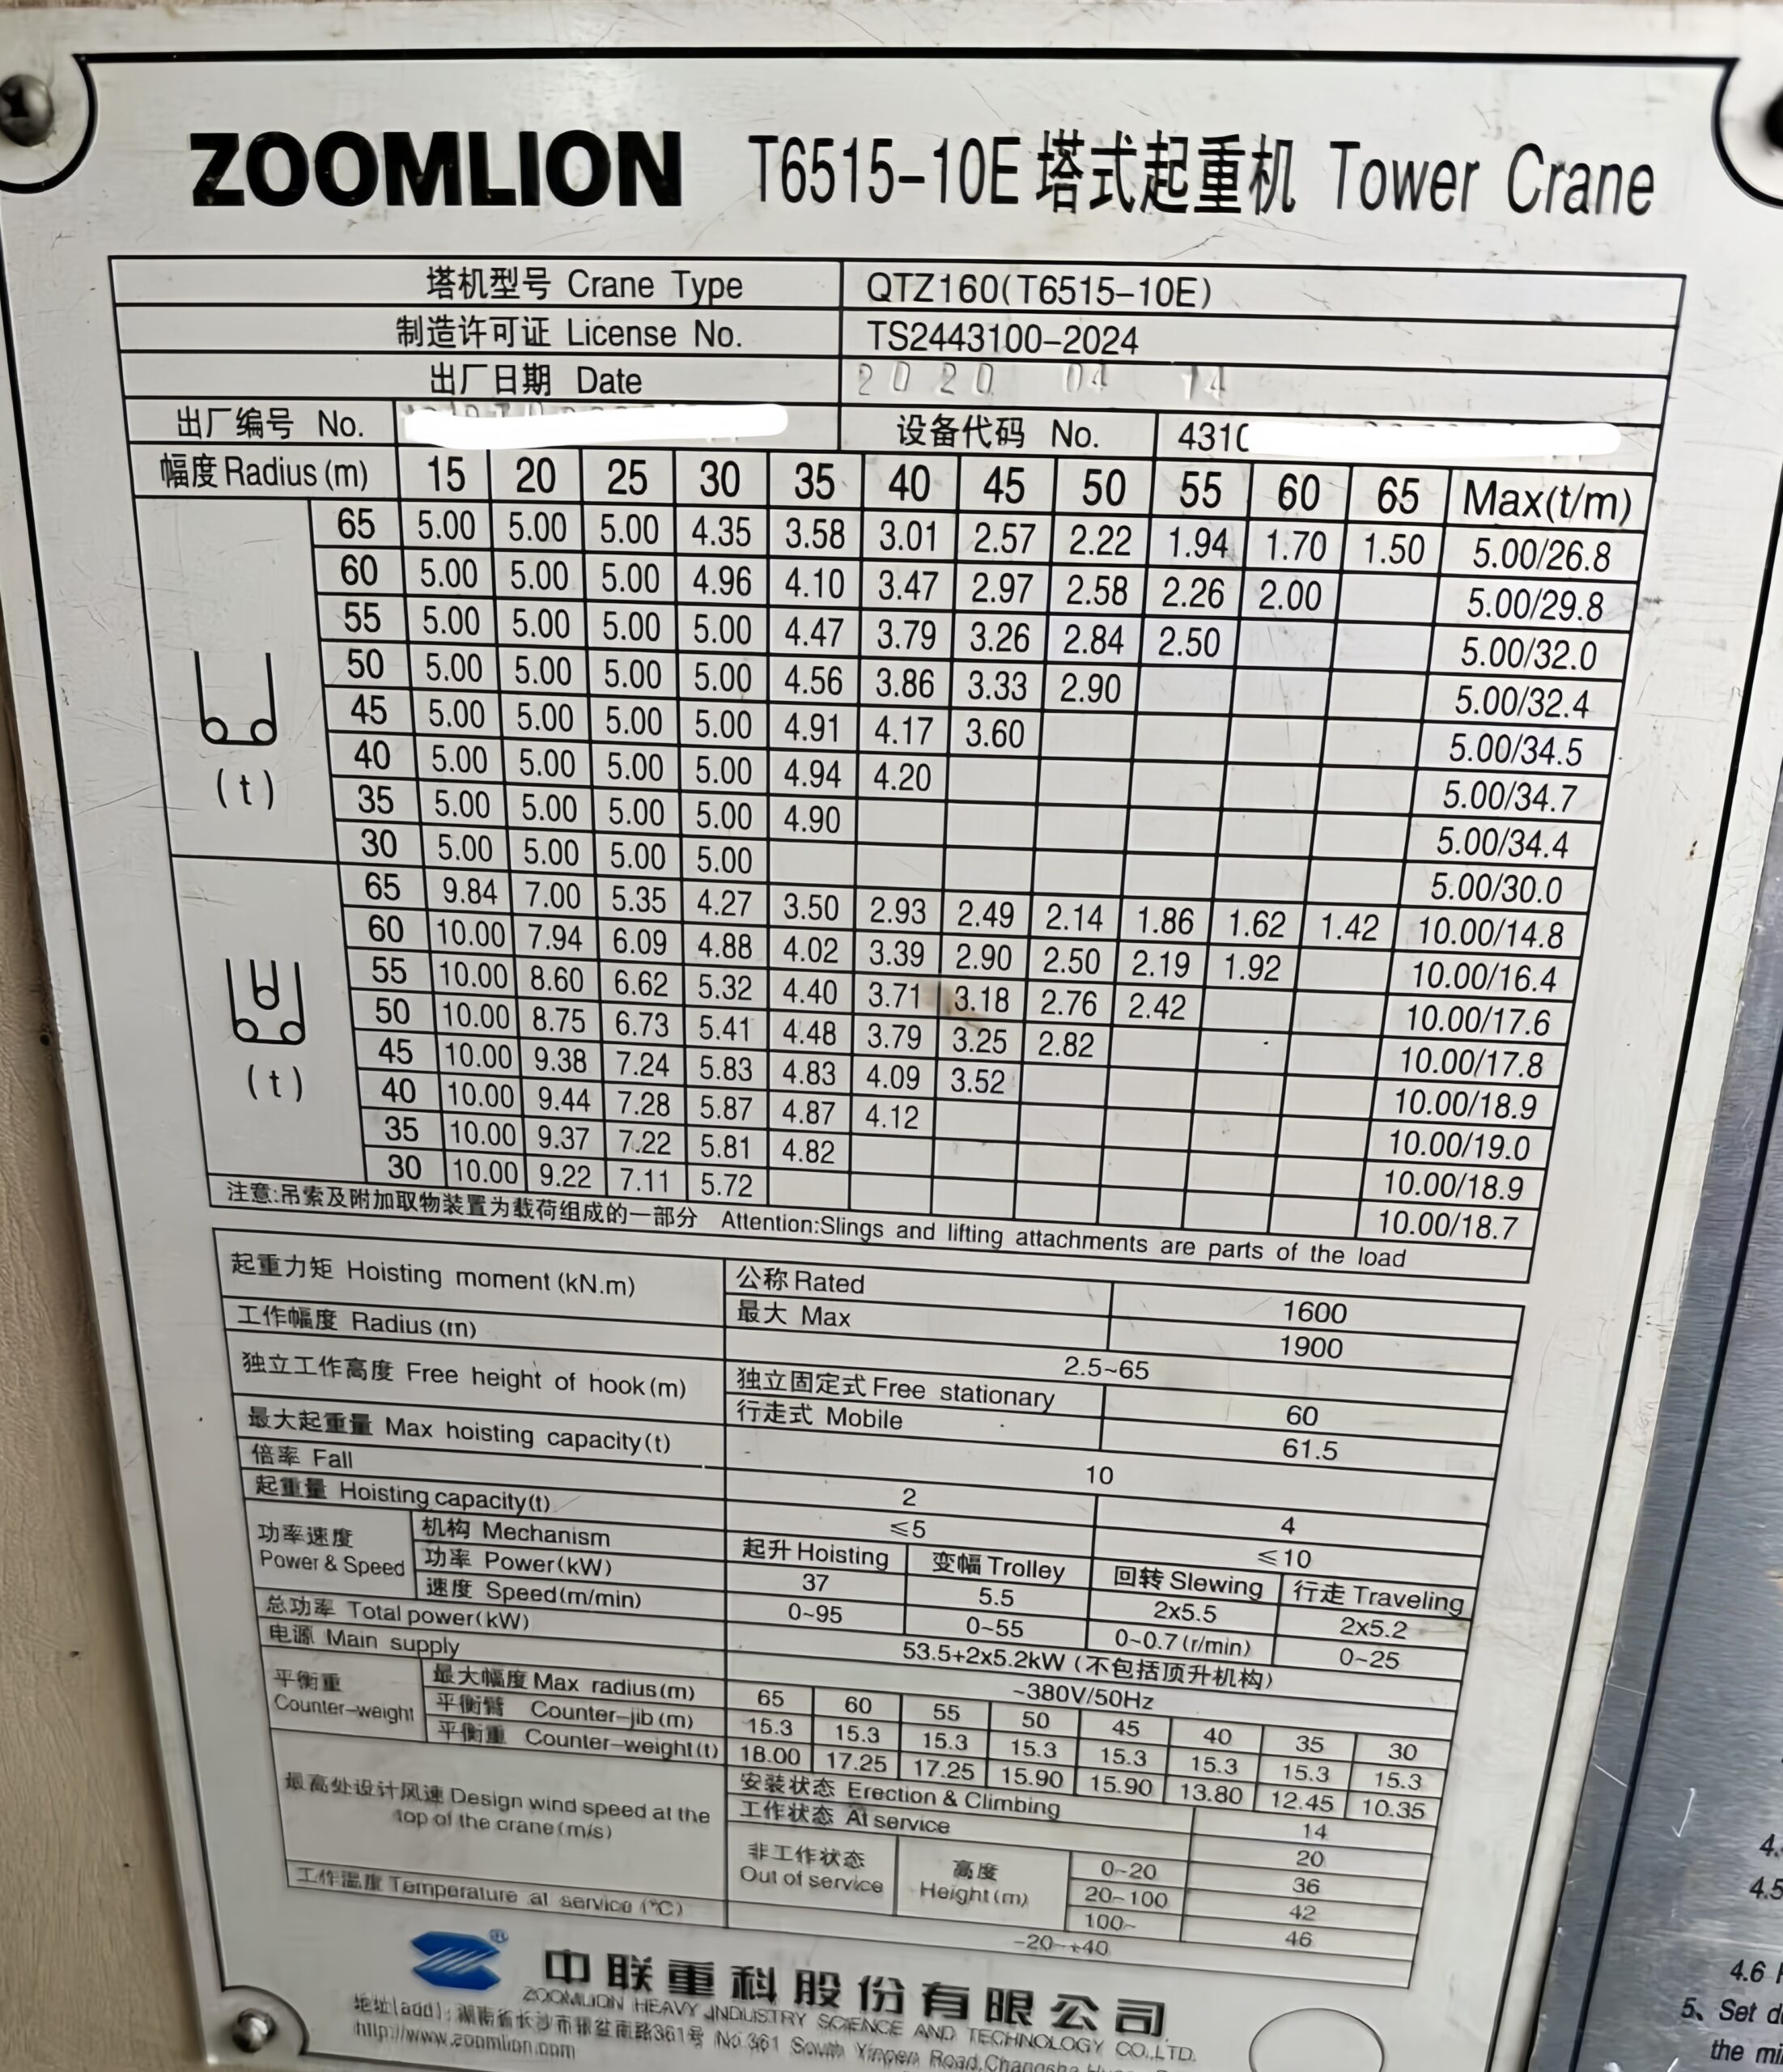 ZOOMLION T6515-10E 塔式起重机 Tower Crane
塔机型号 Crane Type QTZ160(T6515-10E)
制造许可证 License No. TS2443100-2024
出厂日期 Date 2020 04 14
出厂编号 No. 设备代码 No. 4310
幅度 Radius (m) 15 20 25 30 35 40 45 50 55 60 65 Max(t/m)
65 5.00 5.00 5.00 4.35 3.58 3.01 2.57 2.22 1.94 1.70 1.50 5.00/26.8
60 5.00 5.00 5.00 4.96 4.10 3.47 2.97 2.58 2.26 2.00 5.00/29.8
55 5.00 5.00 5.00 5.00 4.47 3.79 3.26 2.84 2.50 5.00/32.0
50 5.00 5.00 5.00 5.00 4.56 3.86 3.33 2.90 5.00/32.4
45 5.00 5.00 5.00 5.00 4.91 4.17 3.60 5.00/34.5
40 5.00 5.00 5.00 5.00 4.94 4.20 5.00/34.7
35 5.00 5.00 5.00 5.00 4.90 5.00/34.4
30 5.00 5.00 5.00 5.00 5.00/30.0
(t)
65 9.84 7.00 5.35 4.27 3.50 2.93 2.49 2.14 1.86 1.62 1.42 10.00/14.8
60 10.00 7.94 6.09 4.88 4.02 3.39 2.90 2.50 2.19 1.92 10.00/16.4
55 10.00 8.60 6.62 5.32 4.40 3.71 3.18 2.76 2.42 10.00/17.6
50 10.00 8.75 6.73 5.41 4.48 3.79 3.25 2.82 10.00/17.8
45 10.00 9.38 7.24 5.83 4.83 4.09 3.52 10.00/18.9
40 10.00 9.44 7.28 5.87 4.87 4.12 10.00/19.0
35 10.00 9.37 7.22 5.81 4.82 10.00/18.9
30 10.00 9.22 7.11 5.72 10.00/18.7
(t)
注意:吊索及附加取物装置为载荷组成的一部分 Attention:Slings and lifting attachments are parts of the load
起重力矩 Hoisting moment (kN.m) 公称 Rated 1600
最大 Max 1900
工作幅度 Radius (m) 2.5~65
独立工作高度 Free height of hook(m) 独立固定式 Free stationary 60
行走式 Mobile 61.5
最大起重量 Max hoisting capacity(t) 10
倍率 Fall 2 4
起重量 Hoisting capacity(t) ≤5 ≤10
功率速度 Power & Speed 机构 Mechanism 起升 Hoisting 变幅 Trolley 回转 Slewing 行走 Traveling
功率 Power(kW) 37 5.5 2x5.5 2x5.2
速度 Speed(m/min) 0~95 0~55 0~0.7 (r/min) 0~25
总功率 Total power(kW) 53.5+2x5.2kW (不包括顶升机构)
电源 Main supply ~380V/50Hz
平衡重 Counter-weight 最大幅度 Max radius(m) 65 60 55 50 45 40 35 30
平衡臂 Counter-jib (m) 15.3 15.3 15.3 15.3 15.3 15.3 15.3 15.3
平衡重 Counter-weight(t) 18.00 17.25 17.25 15.90 15.90 13.80 12.45 10.35
最高处设计风速 Design wind speed at the
top of the crane(m/s)
安装状态 Erection & Climbing 14
工作状态 At service 20
非工作状态 Out of service 高度 Height(m) 0~20 36
20~100 42
100~ 46
工作温度 Temperature at service (°C) -20~+40
中联重科股份有限公司
ZOOMLION HEAVY INDUSTRY SCIENCE AND TECHNOLOGY CO.,LTD.
地址(add):湖南省长沙市银盆南路361号 No.361 South Yinpen Road,Changsha
http://www.zoomlion.com
4.5
4.6
5、Set
the